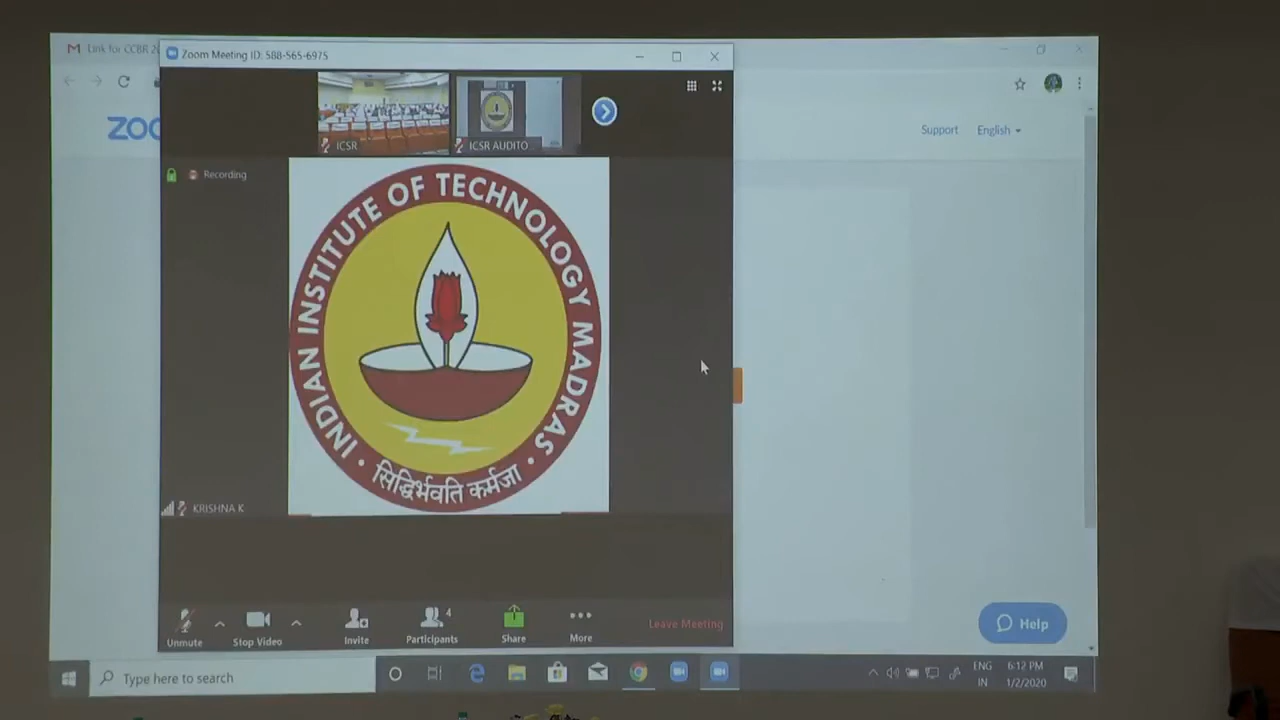 Link for CCBR 20
Zoom Meeting ID: 588-565-6975
ZOO
Support
English
ICSR
ICSR AUDITO...
Recording
INDIAN INSTITUTE OF TECHNOLOGY MADRAS
सिद्धिर्भवति कर्मजा
KRISHNA K
4
Unmute
Stop Video
Invite
Participants
Share
More
Leave Meeting
Help
Type here to search
ENG
IN
6:12 PM
1/2/2020